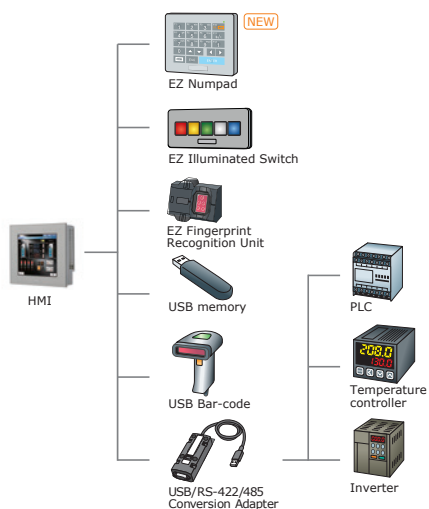 NEW
EZ Numpad
EZ Illuminated Switch
EZ Fingerprint
Recognition Unit
HMI
USB memory
PLC
208.0
130.0
USB Bar-code
Temperature
controller
USB/RS-422/485
Conversion Adapter
Inverter